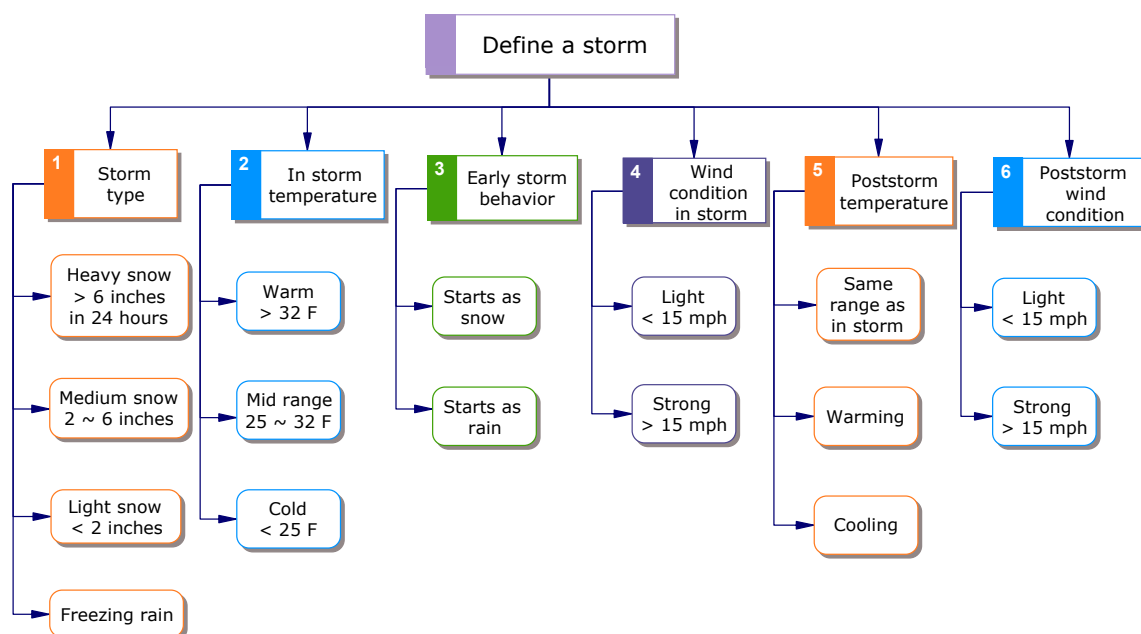 Define a storm
1
Storm
type
2
In storm
temperature
3
Early storm
behavior
4
Wind
condition
in storm
5
Poststorm
temperature
6
Poststorm
wind
condition
Heavy snow
> 6 inches
in 24 hours
Medium snow
2 ~ 6 inches
Light snow
< 2 inches
Freezing rain
Warm
> 32 F
Mid range
25 ~ 32 F
Cold
< 25 F
Starts as
snow
Starts as
rain
Light
< 15 mph
Strong
> 15 mph
Same
range as
in storm
Warming
Cooling
Light
< 15 mph
Strong
> 15 mph